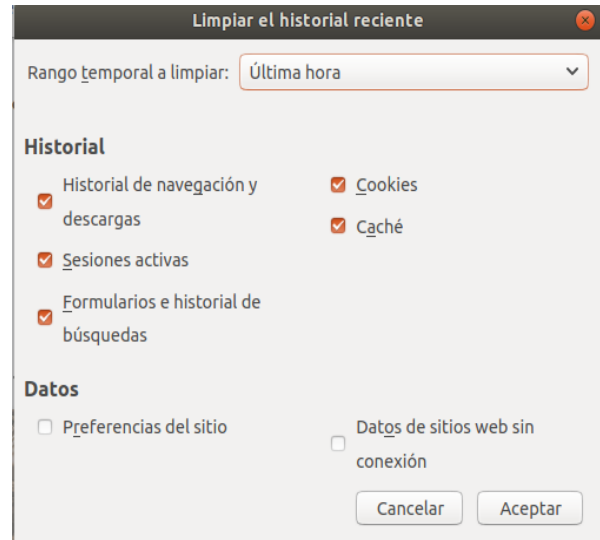 Limpiar el historial reciente
Rango temporal a limpiar: Última hora
Historial
Historial de navegación y
descargas
Cookies
Caché
Sesiones activas
Formularios e historial de
búsquedas
Datos
Preferencias del sitio
Datos de sitios web sin
conexión
Cancelar Aceptar